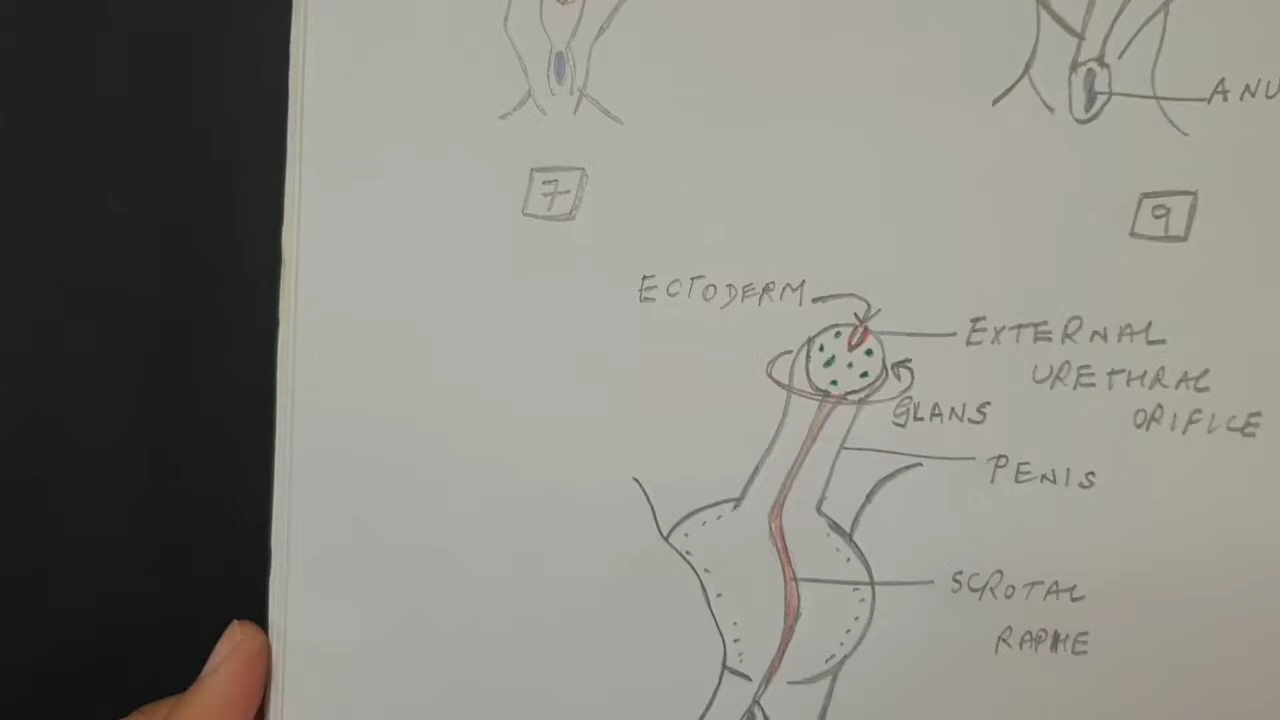 ANU
7
9
ECTODERM
EXTERNAL
URETHRAL
ORIFICE
GLANS
PENIS
SCROTAL
RAPHE